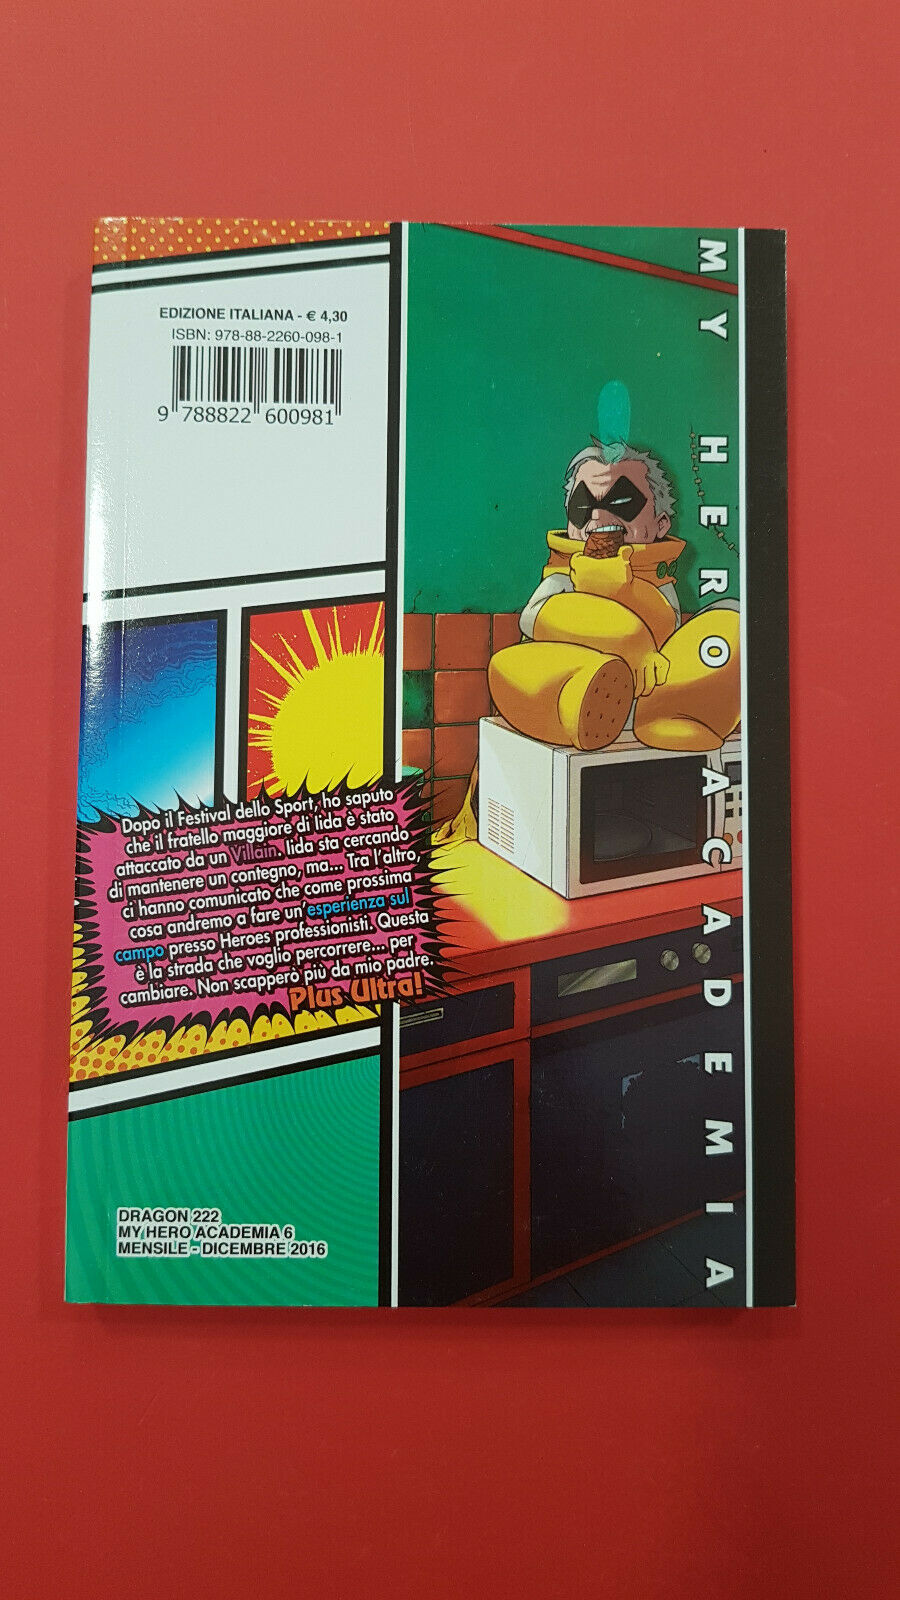 EDIZIONE ITALIANA - € 4,30
ISBN: 978-88-2260-098-1
9 788822 600981
MY HERO ACADEMIA
Dopo il Festival dello Sport, ho saputo
che il fratello maggiore di Iida è stato
attaccato da un Villain. Iida sta cercando
di mantenere un contegno, ma... Tra l'altro,
ci hanno comunicato che come prossima
cosa andremo a fare un'esperienza sul
campo presso Heroes professionisti. Questa
è la strada che voglio percorrere... per
cambiare. Non scapperò più da mio padre.
Plus Ultra!
DRAGON 222
MY HERO ACADEMIA 6
MENSILE - DICEMBRE 2016